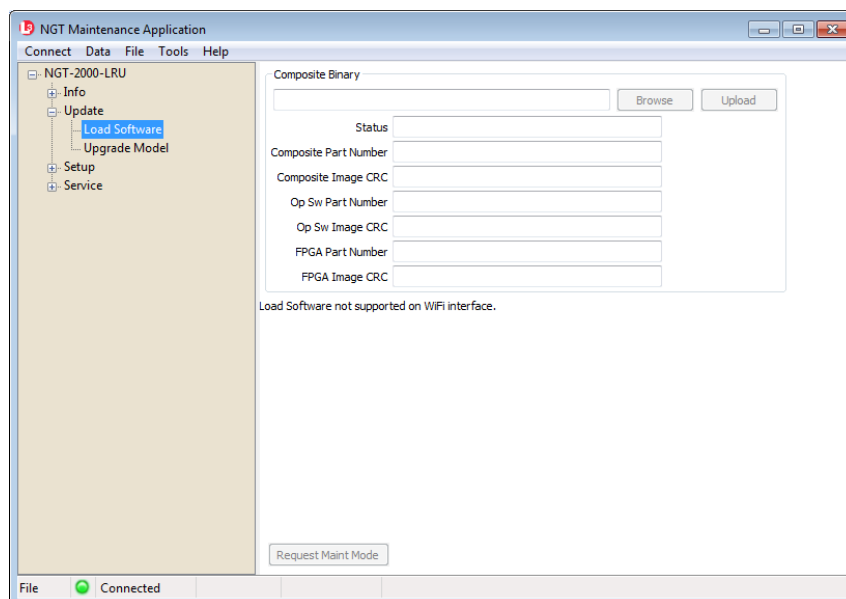 NGT Maintenance Application
Connect Data File Tools Help
NGT-2000-LRU
Info
Update
Load Software
Upgrade Model
Setup
Service
Composite Binary
Browse Upload
Status
Composite Part Number
Composite Image CRC
Op Sw Part Number
Op Sw Image CRC
FPGA Part Number
FPGA Image CRC
Load Software not supported on WiFi interface.
Request Maint Mode
File Connected